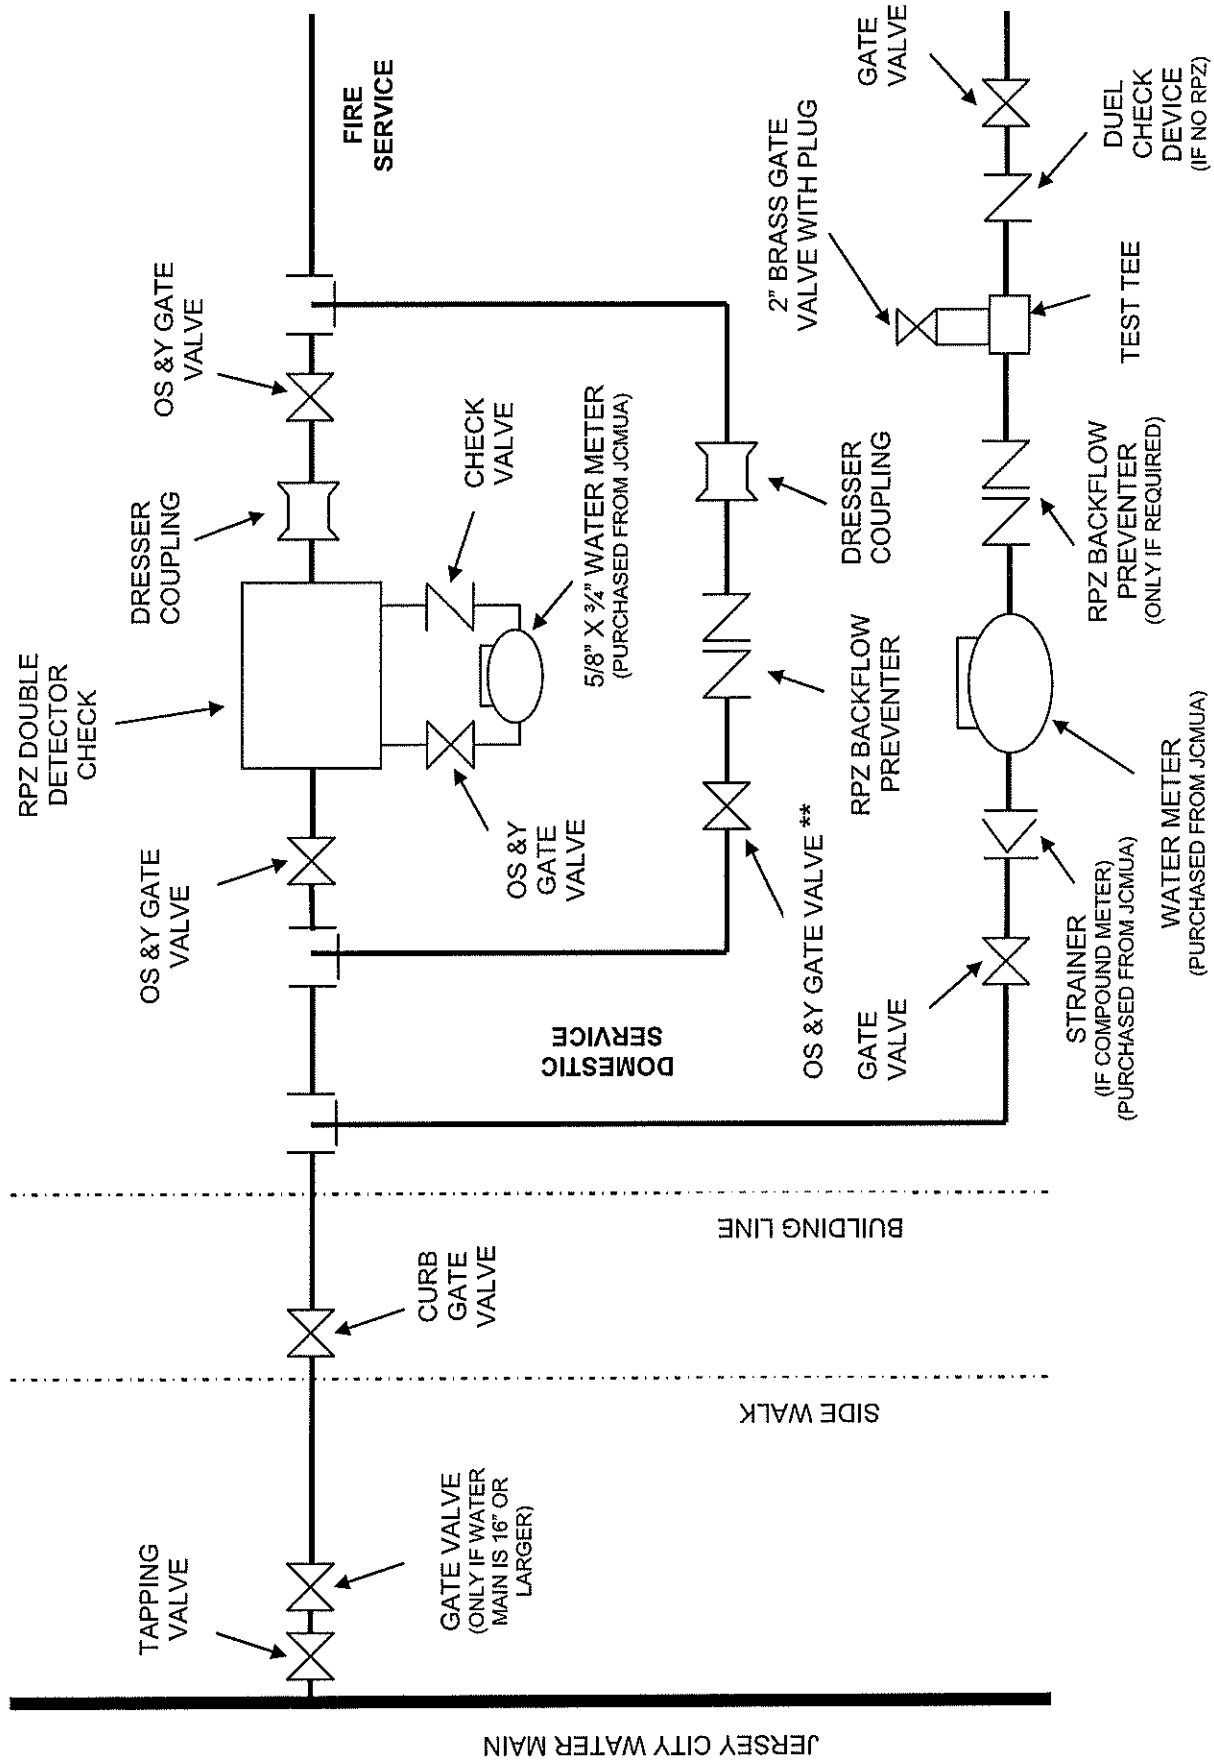 JERSEY CITY WATER MAIN
TAPPING
VALVE
GATE VALVE
(ONLY IF WATER
MAIN IS 16" OR
LARGER)
SIDE WALK
CURB
GATE
VALVE
BUILDING LINE
DOMESTIC
SERVICE
OS &Y GATE
VALVE
RPZ DOUBLE
DETECTOR
CHECK
DRESSER
COUPLING
OS &Y GATE
VALVE
FIRE
SERVICE
OS &Y
GATE
VALVE
CHECK
VALVE
5/8" X ¾" WATER METER
(PURCHASED FROM JCMUA)
OS &Y GATE VALVE **
RPZ BACKFLOW
PREVENTER
DRESSER
COUPLING
2" BRASS GATE
VALVE WITH PLUG
GATE
VALVE
GATE
VALVE
STRAINER
(IF COMPOUND METER)
(PURCHASED FROM JCMUA)
WATER METER
(PURCHASED FROM JCMUA)
RPZ BACKFLOW
PREVENTER
(ONLY IF REQUIRED)
TEST TEE
DUEL
CHECK
DEVICE
(IF NO RPZ)